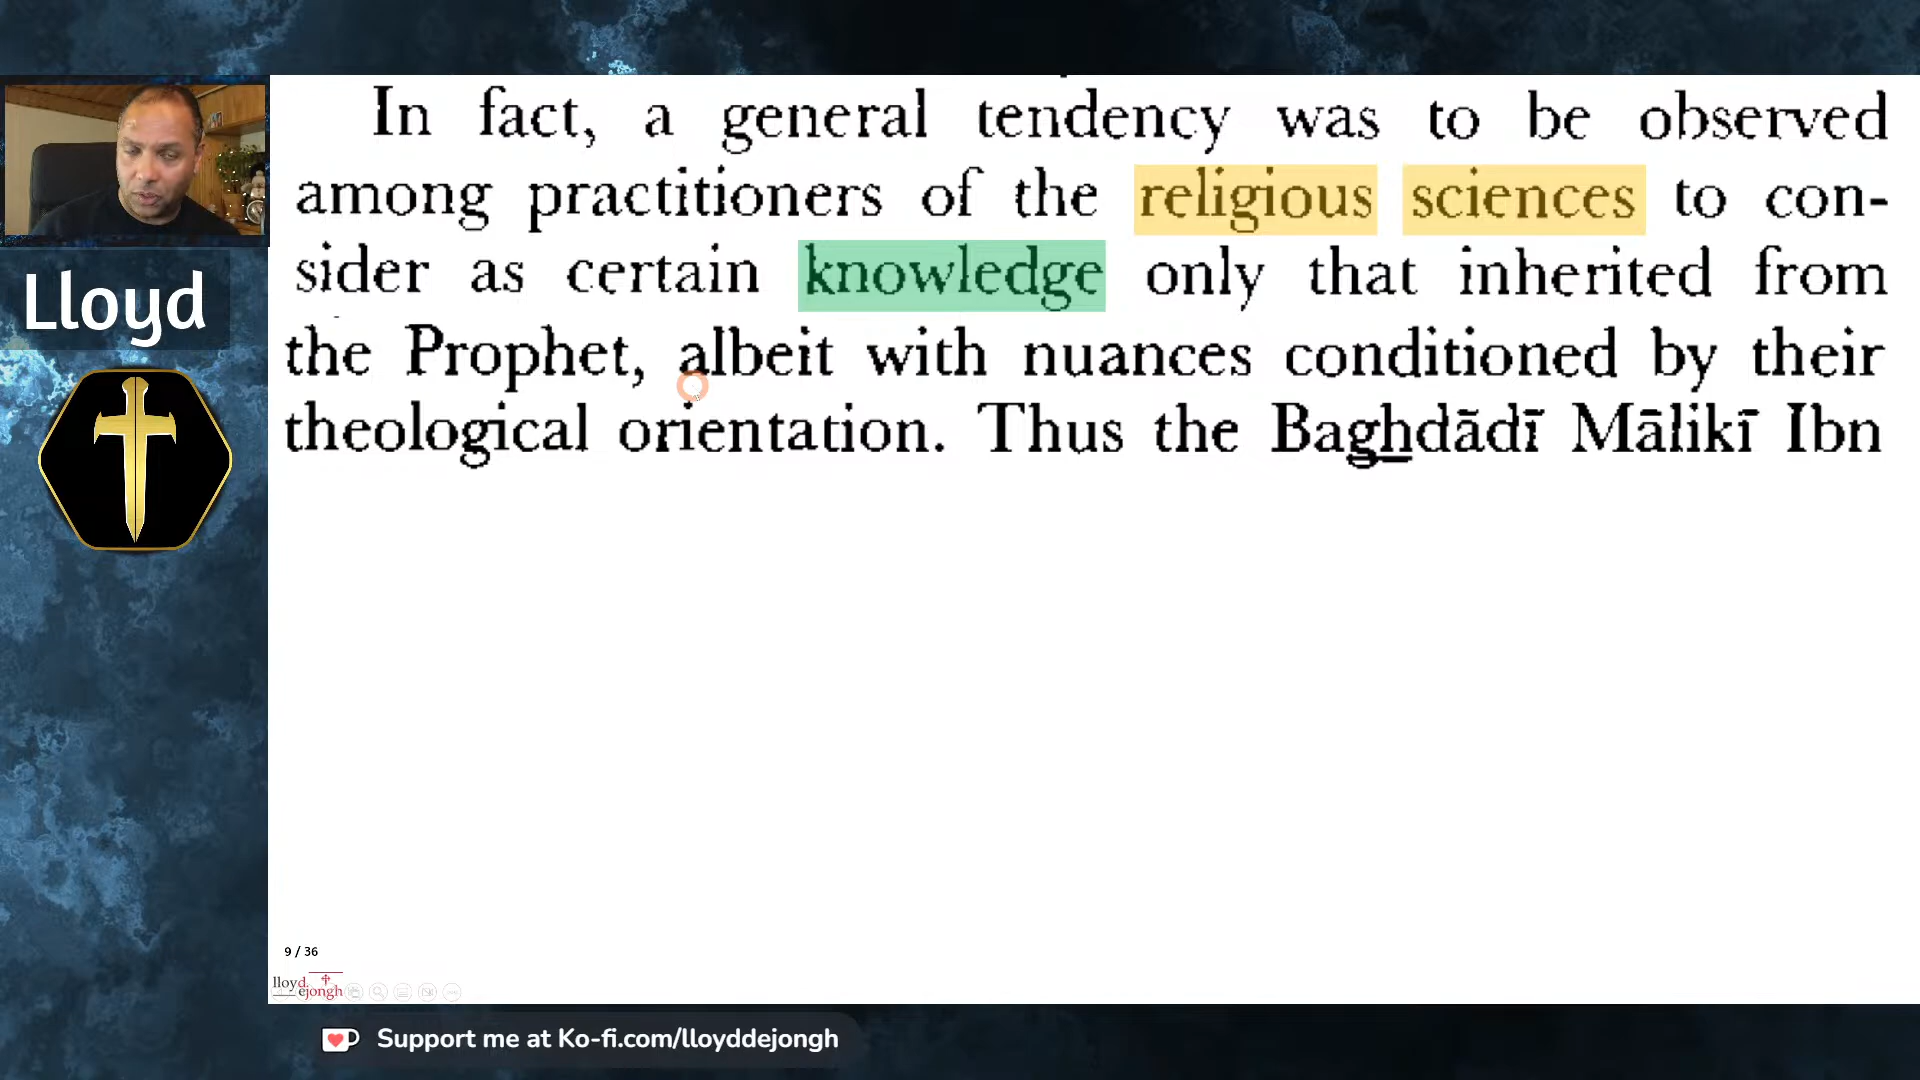 In fact, a general tendency was to be observed
among practitioners of the religious sciences to con-
sider as certain knowledge only that inherited from
the Prophet, albeit with nuances conditioned by their
theological orientation. Thus the Baghdādī Mālikī Ibn
Lloyd
9 / 36
lloyd.
ejongh
Support me at Ko-fi.com/lloyddejongh